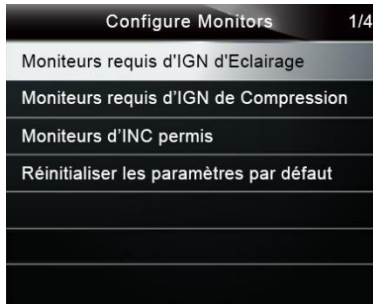 Configure Monitors 1/4
Moniteurs requis d'IGN d'Eclairage
Moniteurs requis d'IGN de Compression
Moniteurs d'INC permis
Réinitialiser les paramètres par défaut